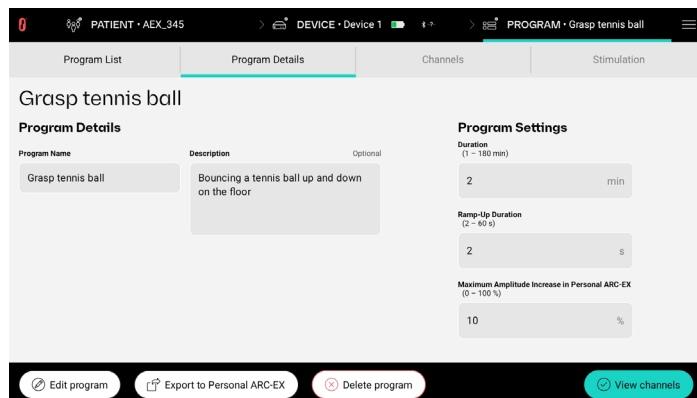 PATIENT • AEX_345
DEVICE • Device 1
-?-
PROGRAM • Grasp tennis ball
Program List
Program Details
Channels
Stimulation
Grasp tennis ball
Program Details
Program Settings
Program Name
Description
Optional
Grasp tennis ball
Bouncing a tennis ball up and down
on the floor
Duration
(1 – 180 min)
2
min
Ramp-Up Duration
(2 – 60 s)
2
s
Maximum Amplitude Increase in Personal ARC-EX
(0 – 100 %)
10
%
Edit program
Export to Personal ARC-EX
Delete program
View channels